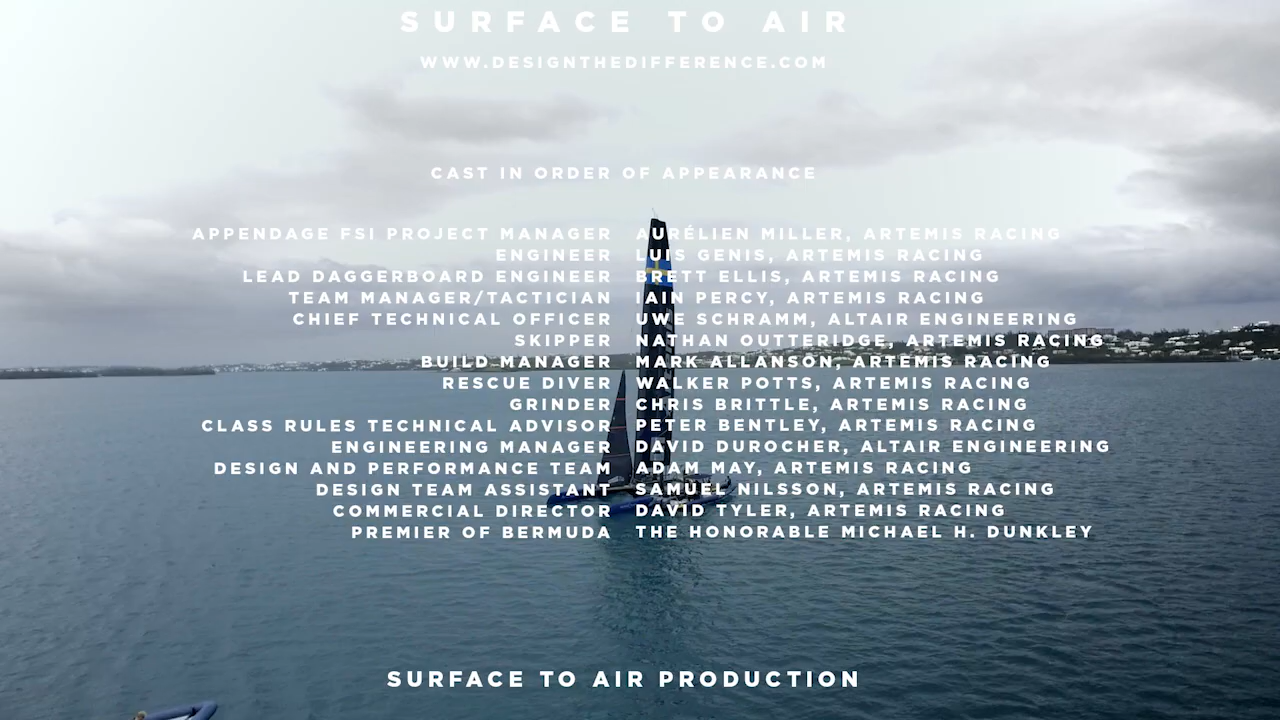 SURFACE TO AIR
WWW.DESIGNTHEDIFFERENCE.COM
CAST IN ORDER OF APPEARANCE
APPENDAGE FSI PROJECT MANAGER AURÉLIEN MILLER, ARTEMIS RACING
ENGINEER LUIS GENIS, ARTEMIS RACING
LEAD DAGGERBOARD ENGINEER BRETT ELLIS, ARTEMIS RACING
TEAM MANAGER/TACTICIAN IAIN PERCY, ARTEMIS RACING
CHIEF TECHNICAL OFFICER UWE SCHRAMM, ALTAIR ENGINEERING
SKIPPER NATHAN OUTTERIDGE, ARTEMIS RACING
BUILD MANAGER MARK ALLANSON, ARTEMIS RACING
RESCUE DIVER WALKER POTTS, ARTEMIS RACING
GRINDER CHRIS BRITTLE, ARTEMIS RACING
CLASS RULES TECHNICAL ADVISOR PETER BENTLEY, ARTEMIS RACING
ENGINEERING MANAGER DAVID DUROCHER, ALTAIR ENGINEERING
DESIGN AND PERFORMANCE TEAM ADAM MAY, ARTEMIS RACING
DESIGN TEAM ASSISTANT SAMUEL NILSSON, ARTEMIS RACING
COMMERCIAL DIRECTOR DAVID TYLER, ARTEMIS RACING
PREMIER OF BERMUDA THE HONORABLE MICHAEL H. DUNKLEY
SURFACE TO AIR PRODUCTION